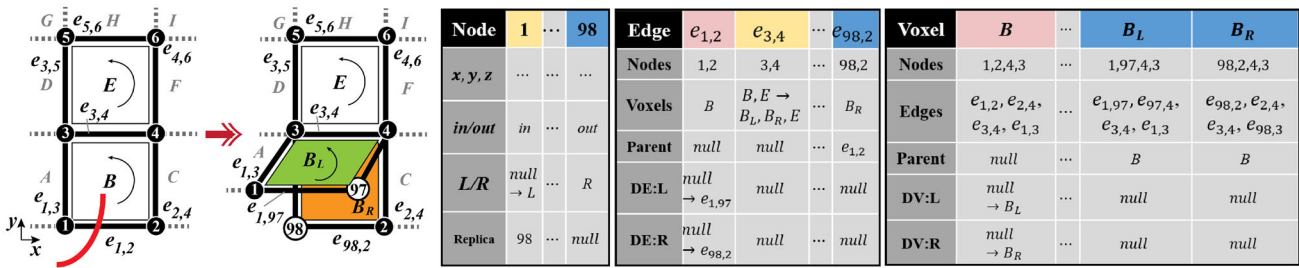 G e5,6 H I
5 6
e3,5 E e4,6
D F
e3,4
3 4
A B C
e1,3 e2,4
1 2
e1,2
y x
G e5,6 H I
5 6
e3,5 E e4,6
D F
e3,4
3 4
A BL C
e1,3
1 97
e1,97 BR e2,4
98 2
e98,2
Node 1 ... 98
x, y, z ... ... ...
in/out in ... out
L/R null → L ... R
Replica 98 ... null
Edge e1,2 e3,4 ... e98,2
Nodes 1,2 3,4 ... 98,2
Voxels B B, E → BL, BR, E ... BR
Parent null null ... e1,2
DE:L null → e1,97 null ... null
DE:R null → e98,2 null ... null
Voxel B ... BL BR
Nodes 1,2,4,3 ... 1,97,4,3 98,2,4,3
Edges e1,2, e2,4, e3,4, e1,3 ... e1,97, e97,4, e3,4, e1,3 e98,2, e2,4, e3,4, e98,3
Parent null ... B B
DV:L null → BL ... null null
DV:R null → BR ... null null